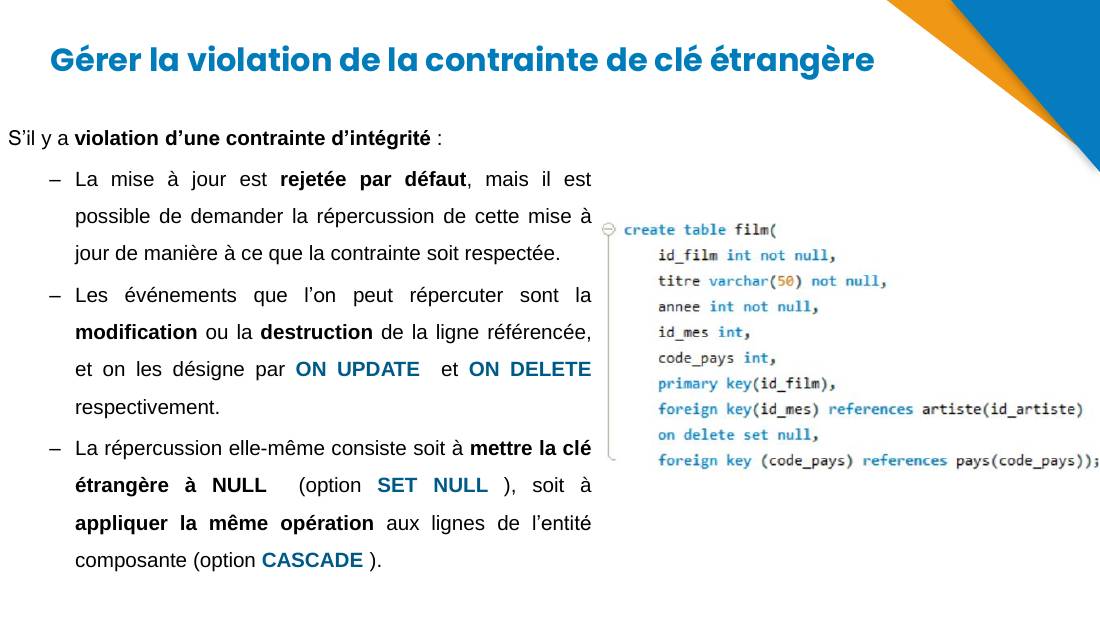 Gérer la violation de la contrainte de clé étrangère
S’il y a violation d’une contrainte d’intégrité :
– La mise à jour est rejetée par défaut, mais il est
possible de demander la répercussion de cette mise à
jour de manière à ce que la contrainte soit respectée.
– Les événements que l’on peut répercuter sont la
modification ou la destruction de la ligne référencée,
et on les désigne par ON UPDATE et ON DELETE
respectivement.
– La répercussion elle-même consiste soit à mettre la clé
étrangère à NULL (option SET NULL ), soit à
appliquer la même opération aux lignes de l’entité
composante (option CASCADE ).
create table film(
id_film int not null,
titre varchar(50) not null,
annee int not null,
id_mes int,
code_pays int,
primary key(id_film),
foreign key(id_mes) references artiste(id_artiste)
on delete set null,
foreign key (code_pays) references pays(code_pays));